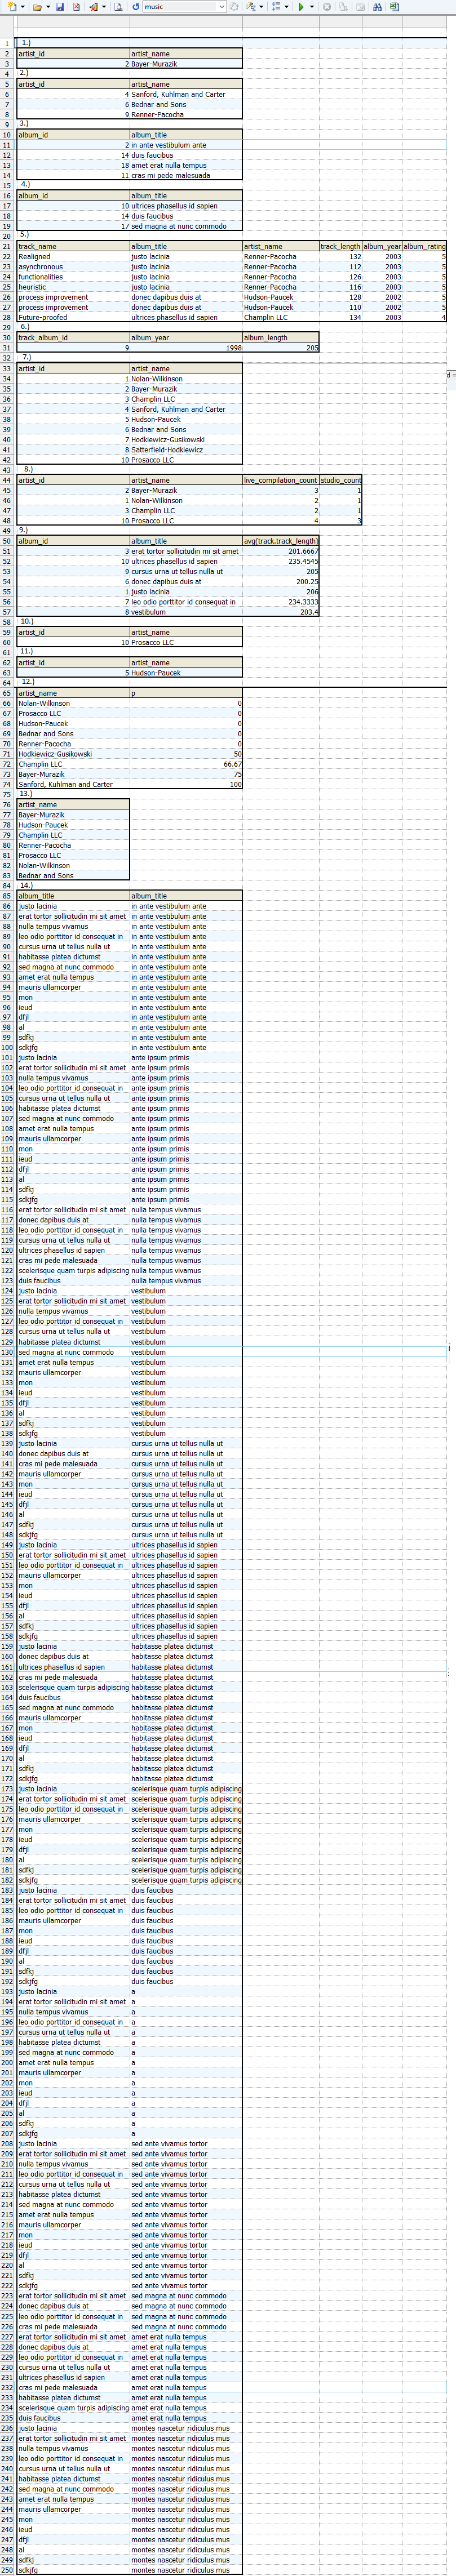 music
1 1.)
2 artist_id artist_name
3 2 Bayer-Murazik
4 2.)
5 artist_id artist_name
6 4 Sanford, Kuhlman and Carter
7 6 Bednar and Sons
8 9 Renner-Pacocha
9 3.)
10 album_id album_title
11 2 in ante vestibulum ante
12 14 duis faucibus
13 18 amet erat nulla tempus
14 11 cras mi pede malesuada
15 4.)
16 album_id album_title
17 10 ultrices phasellus id sapien
18 14 duis faucibus
19 17 sed magna at nunc commodo
20 5.)
21 track_name album_title artist_name track_length album_year album_rating
22 Realigned justo lacinia Renner-Pacocha 132 2003 5
23 asynchronous justo lacinia Renner-Pacocha 112 2003 5
24 functionalities justo lacinia Renner-Pacocha 126 2003 5
25 heuristic justo lacinia Renner-Pacocha 116 2003 5
26 process improvement donec dapibus duis at Hudson-Paucek 128 2002 5
27 process improvement donec dapibus duis at Hudson-Paucek 110 2002 5
28 Future-proofed ultrices phasellus id sapien Champlin LLC 134 2003 4
29 6.)
30 track_album_id album_year album_length
31 9 1998 205
32 7.)
33 artist_id artist_name
34 1 Nolan-Wilkinson
35 2 Bayer-Murazik
36 3 Champlin LLC
37 4 Sanford, Kuhlman and Carter
38 5 Hudson-Paucek
39 6 Bednar and Sons
40 7 Hodkiewicz-Gusikowski
41 8 Satterfield-Hodkiewicz
42 10 Prosacco LLC
43 8.)
44 artist_id artist_name live_compilation_count studio_count
45 2 Bayer-Murazik 3 1
46 1 Nolan-Wilkinson 2 1
47 3 Champlin LLC 2 1
48 10 Prosacco LLC 4 3
49 9.)
50 album_id album_title avg(track.track_length)
51 3 erat tortor sollicitudin mi sit amet 201.6667
52 10 ultrices phasellus id sapien 235.4545
53 9 cursus urna ut tellus nulla ut 205
54 6 donec dapibus duis at 200.25
55 1 justo lacinia 206
56 7 leo odio porttitor id consequat in 234.3333
57 8 vestibulum 203.4
58 10.)
59 artist_id artist_name
60 10 Prosacco LLC
61 11.)
62 artist_id artist_name
63 5 Hudson-Paucek
64 12.)
65 artist_name p
66 Nolan-Wilkinson 0
67 Prosacco LLC 0
68 Hudson-Paucek 0
69 Bednar and Sons 0
70 Renner-Pacocha 0
71 Hodkiewicz-Gusikowski 50
72 Champlin LLC 66.67
73 Bayer-Murazik 75
74 Sanford, Kuhlman and Carter 100
75 13.)
76 artist_name
77 Bayer-Murazik
78 Hudson-Paucek
79 Champlin LLC
80 Renner-Pacocha
81 Prosacco LLC
82 Nolan-Wilkinson
83 Bednar and Sons
84 14.)
85 album_title album_title
86 justo lacinia in ante vestibulum ante
87 erat tortor sollicitudin mi sit amet in ante vestibulum ante
88 nulla tempus vivamus in ante vestibulum ante
89 leo odio porttitor id consequat in in ante vestibulum ante
90 cursus urna ut tellus nulla ut in ante vestibulum ante
91 habitasse platea dictumst in ante vestibulum ante
92 sed magna at nunc commodo in ante vestibulum ante
93 amet erat nulla tempus in ante vestibulum ante
94 mauris ullamcorper in ante vestibulum ante
95 mon in ante vestibulum ante
96 ieud in ante vestibulum ante
97 dfjl in ante vestibulum ante
98 al in ante vestibulum ante
99 sdfkj in ante vestibulum ante
100 sdkjfg in ante vestibulum ante
101 justo lacinia ante ipsum primis
102 erat tortor sollicitudin mi sit amet ante ipsum primis
103 nulla tempus vivamus ante ipsum primis
104 leo odio porttitor id consequat in ante ipsum primis
105 cursus urna ut tellus nulla ut ante ipsum primis
106 habitasse platea dictumst ante ipsum primis
107 sed magna at nunc commodo ante ipsum primis
108 amet erat nulla tempus ante ipsum primis
109 mauris ullamcorper ante ipsum primis
110 mon ante ipsum primis
111 ieud ante ipsum primis
112 dfjl ante ipsum primis
113 al ante ipsum primis
114 sdfkj ante ipsum primis
115 sdkjfg ante ipsum primis
116 erat tortor sollicitudin mi sit amet nulla tempus vivamus
117 donec dapibus duis at nulla tempus vivamus
118 leo odio porttitor id consequat in nulla tempus vivamus
119 cursus urna ut tellus nulla ut nulla tempus vivamus
120 ultrices phasellus id sapien nulla tempus vivamus
121 cras mi pede malesuada nulla tempus vivamus
122 scelerisque quam turpis adipiscing nulla tempus vivamus
123 duis faucibus nulla tempus vivamus
124 justo lacinia vestibulum
125 erat tortor sollicitudin mi sit amet vestibulum
126 nulla tempus vivamus vestibulum
127 leo odio porttitor id consequat in vestibulum
128 cursus urna ut tellus nulla ut vestibulum
129 habitasse platea dictumst vestibulum
130 sed magna at nunc commodo vestibulum
131 amet erat nulla tempus vestibulum
132 mauris ullamcorper vestibulum
133 mon vestibulum
134 ieud vestibulum
135 dfjl vestibulum
136 al vestibulum
137 sdfkj vestibulum
138 sdkjfg vestibulum
139 justo lacinia cursus urna ut tellus nulla ut
140 donec dapibus duis at cursus urna ut tellus nulla ut
141 cras mi pede malesuada cursus urna ut tellus nulla ut
142 mauris ullamcorper cursus urna ut tellus nulla ut
143 mon cursus urna ut tellus nulla ut
144 ieud cursus urna ut tellus nulla ut
145 dfjl cursus urna ut tellus nulla ut
146 al cursus urna ut tellus nulla ut
147 sdfkj cursus urna ut tellus nulla ut
148 sdkjfg cursus urna ut tellus nulla ut
149 justo lacinia ultrices phasellus id sapien
150 erat tortor sollicitudin mi sit amet ultrices phasellus id sapien
151 leo odio porttitor id consequat in ultrices phasellus id sapien
152 mauris ullamcorper ultrices phasellus id sapien
153 mon ultrices phasellus id sapien
154 ieud ultrices phasellus id sapien
155 dfjl ultrices phasellus id sapien
156 al ultrices phasellus id sapien
157 sdfkj ultrices phasellus id sapien
158 sdkjfg ultrices phasellus id sapien
159 justo lacinia habitasse platea dictumst
160 donec dapibus duis at habitasse platea dictumst
161 ultrices phasellus id sapien habitasse platea dictumst
162 cras mi pede malesuada habitasse platea dictumst
163 scelerisque quam turpis adipiscing habitasse platea dictumst
164 duis faucibus habitasse platea dictumst
165 sed magna at nunc commodo habitasse platea dictumst
166 mauris ullamcorper habitasse platea dictumst
167 mon habitasse platea dictumst
168 ieud habitasse platea dictumst
169 dfjl habitasse platea dictumst
170 al habitasse platea dictumst
171 sdfkj habitasse platea dictumst
172 sdkjfg habitasse platea dictumst
173 justo lacinia scelerisque quam turpis adipiscing
174 erat tortor sollicitudin mi sit amet scelerisque quam turpis adipiscing
175 leo odio porttitor id consequat in scelerisque quam turpis adipiscing
176 mauris ullamcorper scelerisque quam turpis adipiscing
177 mon scelerisque quam turpis adipiscing
178 ieud scelerisque quam turpis adipiscing
179 dfjl scelerisque quam turpis adipiscing
180 al scelerisque quam turpis adipiscing
181 sdfkj scelerisque quam turpis adipiscing
182 sdkjfg scelerisque quam turpis adipiscing
183 justo lacinia duis faucibus
184 erat tortor sollicitudin mi sit amet duis faucibus
185 leo odio porttitor id consequat in duis faucibus
186 mauris ullamcorper duis faucibus
187 mon duis faucibus
188 ieud duis faucibus
189 dfjl duis faucibus
190 al duis faucibus
191 sdfkj duis faucibus
192 sdkjfg duis faucibus
193 justo lacinia a
194 erat tortor sollicitudin mi sit amet a
195 nulla tempus vivamus a
196 leo odio porttitor id consequat in a
197 cursus urna ut tellus nulla ut a
198 habitasse platea dictumst a
199 sed magna at nunc commodo a
200 amet erat nulla tempus a
201 mauris ullamcorper a
202 mon a
203 ieud a
204 dfjl a
205 al a
206 sdfkj a
207 sdkjfg a
208 justo lacinia sed ante vivamus tortor
209 erat tortor sollicitudin mi sit amet sed ante vivamus tortor
210 nulla tempus vivamus sed ante vivamus tortor
211 leo odio porttitor id consequat in sed ante vivamus tortor
212 cursus urna ut tellus nulla ut sed ante vivamus tortor
213 habitasse platea dictumst sed ante vivamus tortor
214 sed magna at nunc commodo sed ante vivamus tortor
215 amet erat nulla tempus sed ante vivamus tortor
216 mauris ullamcorper sed ante vivamus tortor
217 mon sed ante vivamus tortor
218 ieud sed ante vivamus tortor
219 dfjl sed ante vivamus tortor
220 al sed ante vivamus tortor
221 sdfkj sed ante vivamus tortor
222 sdkjfg sed ante vivamus tortor
223 erat tortor sollicitudin mi sit amet sed magna at nunc commodo
224 donec dapibus duis at sed magna at nunc commodo
225 leo odio porttitor id consequat in sed magna at nunc commodo
226 cras mi pede malesuada sed magna at nunc commodo
227 erat tortor sollicitudin mi sit amet amet erat nulla tempus
228 donec dapibus duis at amet erat nulla tempus
229 leo odio porttitor id consequat in amet erat nulla tempus
230 cursus urna ut tellus nulla ut amet erat nulla tempus
231 ultrices phasellus id sapien amet erat nulla tempus
232 cras mi pede malesuada amet erat nulla tempus
233 habitasse platea dictumst amet erat nulla tempus
234 scelerisque quam turpis adipiscing amet erat nulla tempus
235 duis faucibus amet erat nulla tempus
236 justo lacinia montes nascetur ridiculus mus
237 erat tortor sollicitudin mi sit amet montes nascetur ridiculus mus
238 nulla tempus vivamus montes nascetur ridiculus mus
239 leo odio porttitor id consequat in montes nascetur ridiculus mus
240 cursus urna ut tellus nulla ut montes nascetur ridiculus mus
241 habitasse platea dictumst montes nascetur ridiculus mus
242 sed magna at nunc commodo montes nascetur ridiculus mus
243 amet erat nulla tempus montes nascetur ridiculus mus
244 mauris ullamcorper montes nascetur ridiculus mus
245 mon montes nascetur ridiculus mus
246 ieud montes nascetur ridiculus mus
247 dfjl montes nascetur ridiculus mus
248 al montes nascetur ridiculus mus
249 sdfkj montes nascetur ridiculus mus
250 sdkjfg montes nascetur ridiculus mus